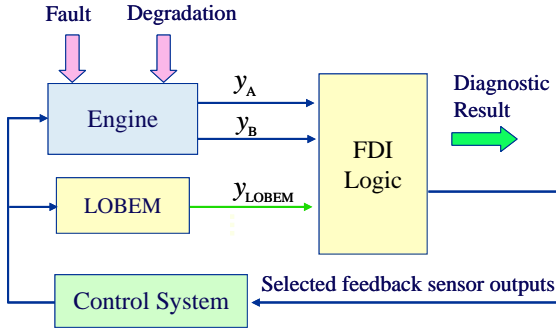 Fault
Degradation
Engine
y_A
y_B
FDI
Logic
Diagnostic
Result
LOBEM
y_LOBEM
Selected feedback sensor outputs
Control System